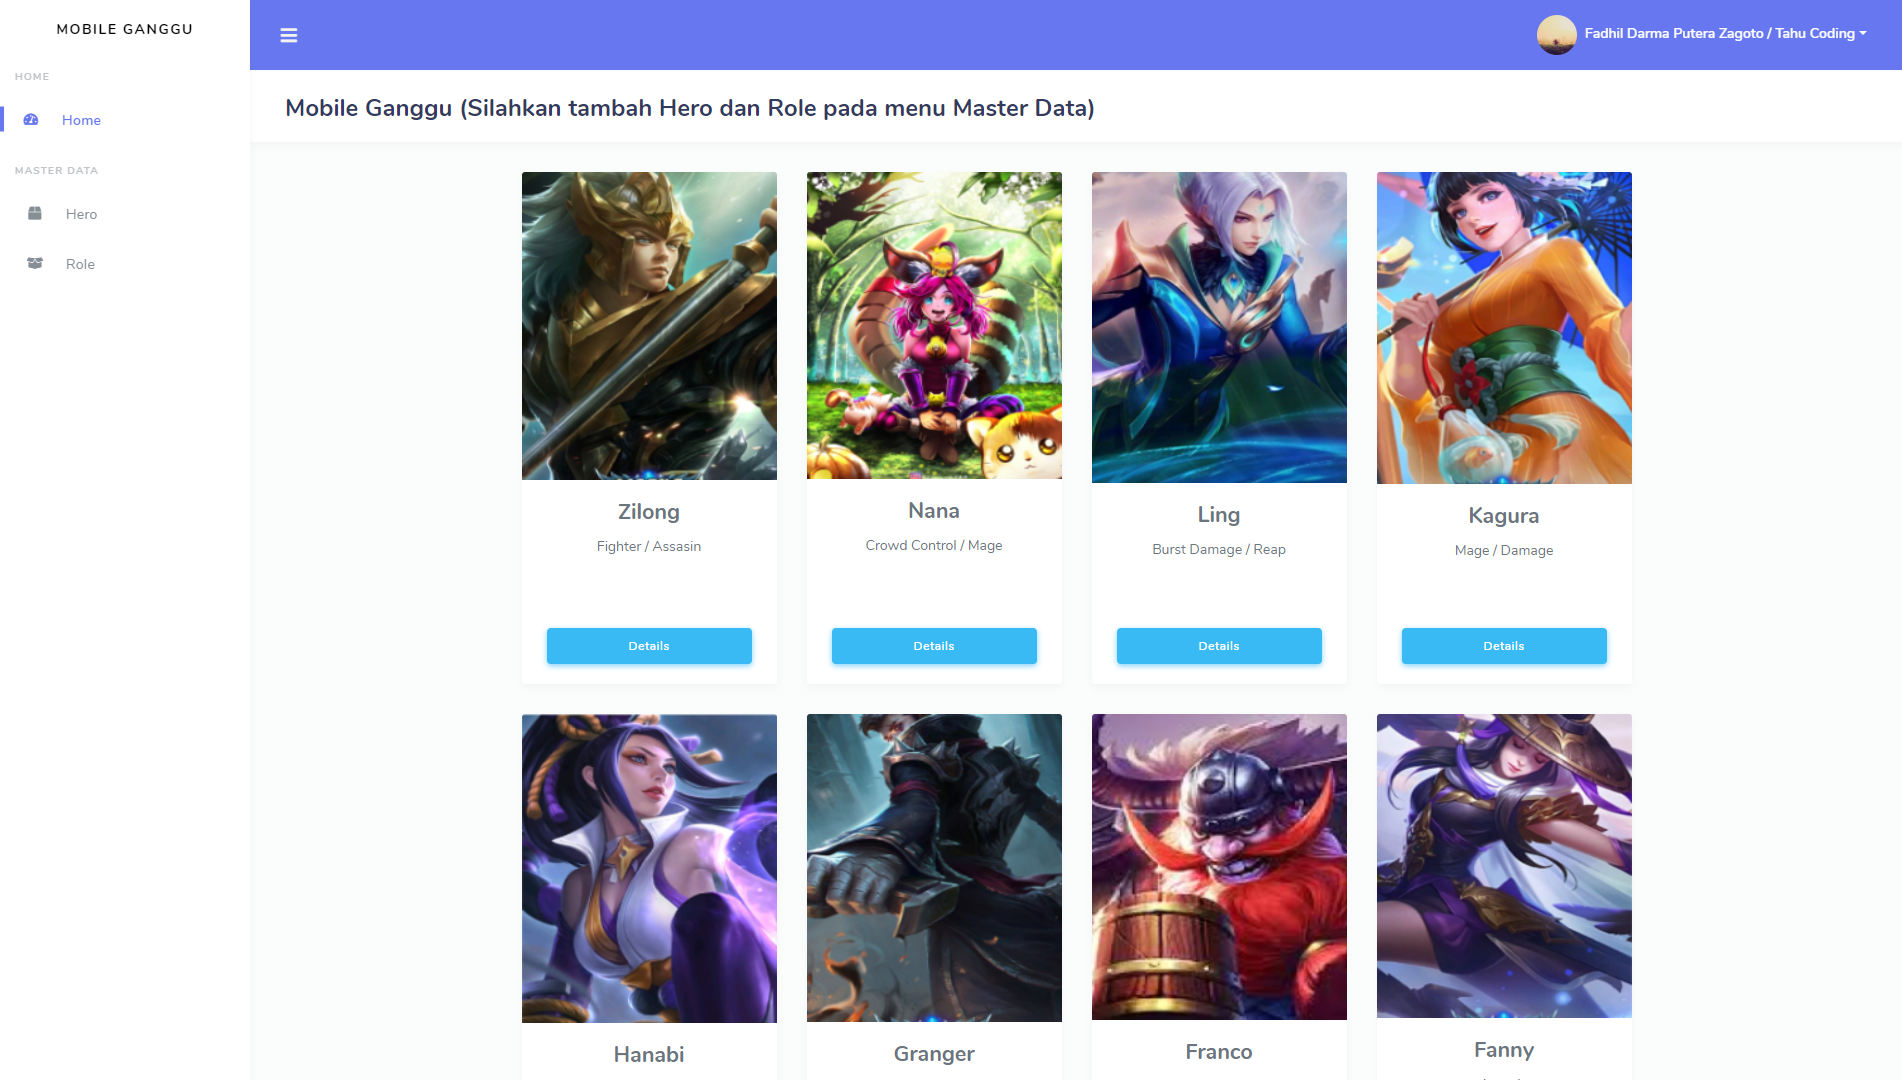 MOBILE GANGGU
HOME
Home
MASTER DATA
Hero
Role
Fadhil Darma Putera Zagoto / Tahu Coding
Mobile Ganggu (Silahkan tambah Hero dan Role pada menu Master Data)
Zilong
Fighter / Assasin
Details
Nana
Crowd Control / Mage
Details
Ling
Burst Damage / Reap
Details
Kagura
Mage / Damage
Details
Hanabi
Granger
Franco
Fanny